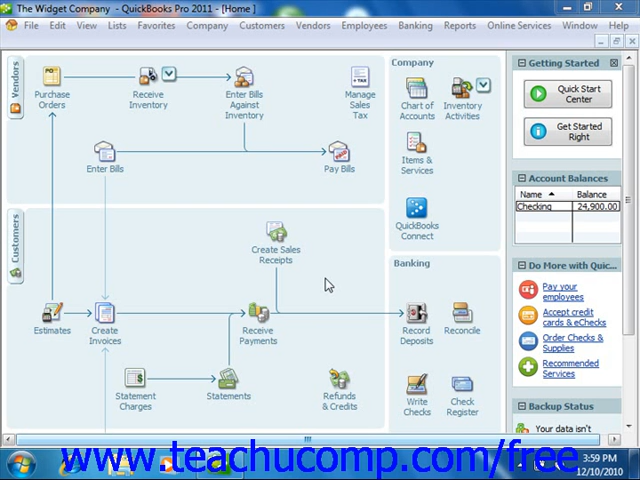 The Widget Company - QuickBooks Pro 2011 - [Home ]
File Edit View Lists Favorites Company Customers Vendors Employees Banking Reports Online Services Window Help
Vendors
Purchase
Orders
Receive
Inventory
Enter Bills
Against
Inventory
Manage
Sales
Tax
TAX
Enter Bills
Pay Bills
Customers
Create Sales
Receipts
Estimates
Create
Invoices
Receive
Payments
Statement
Charges
Statements
Refunds
& Credits
Company
Chart of
Accounts
Inventory
Activities
Items &
Services
QuickBooks
Connect
Banking
Record
Deposits
Reconcile
Write
Checks
Check
Register
Getting Started
Quick Start
Center
Get Started
Right
Account Balances
Name Balance
Checking 24,900.00
Do More with Quic...
Pay your
employees
Accept credit
cards & eChecks
Order Checks &
Supplies
Recommended
Services
Backup Status
Your data isn't
www.teachucomp.com/free
3:59 PM
12/10/2010